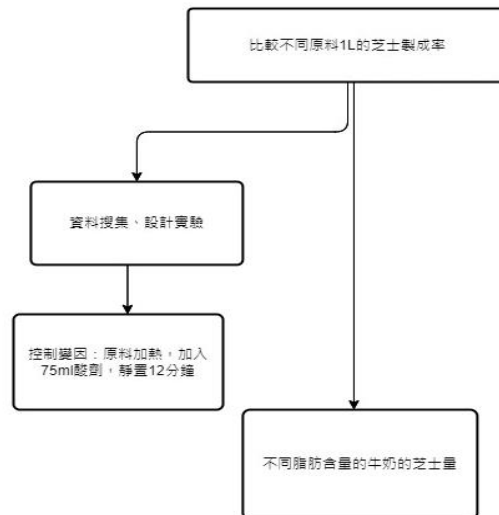 比較不同原料1L的芝士製成率
資料搜集、設計實驗
控制變因：原料加熱，加入
75ml酸劑，靜置12分鐘
不同脂肪含量的牛奶的芝士量